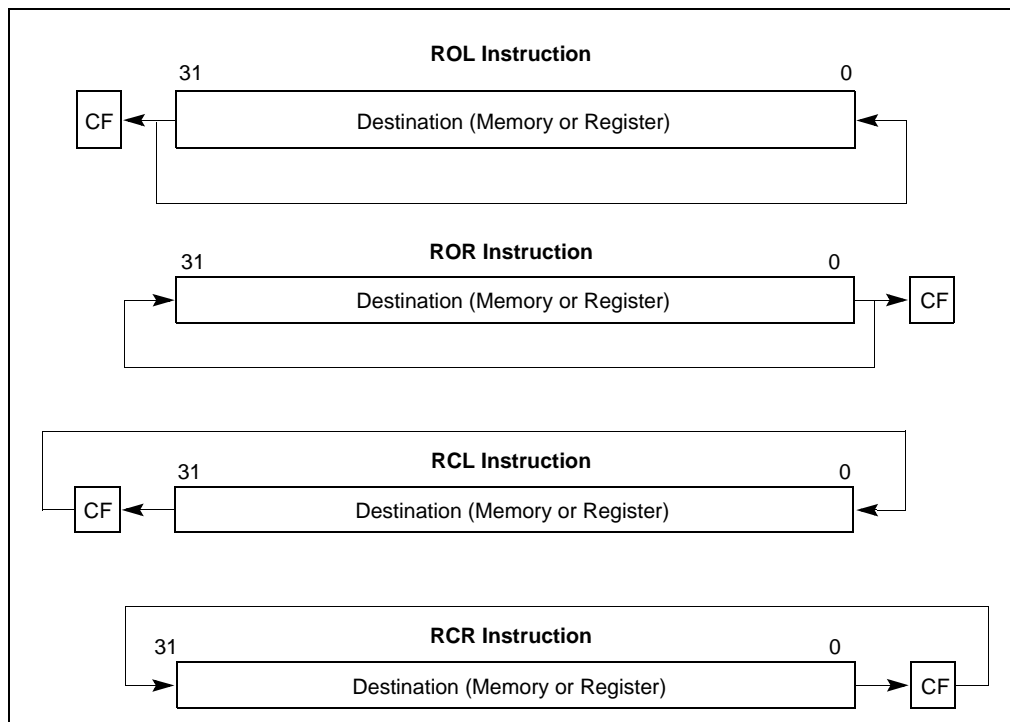 ROL Instruction
31 0
CF Destination (Memory or Register)
ROR Instruction
31 0
Destination (Memory or Register) CF
RCL Instruction
31 0
CF Destination (Memory or Register)
RCR Instruction
31 0
Destination (Memory or Register) CF